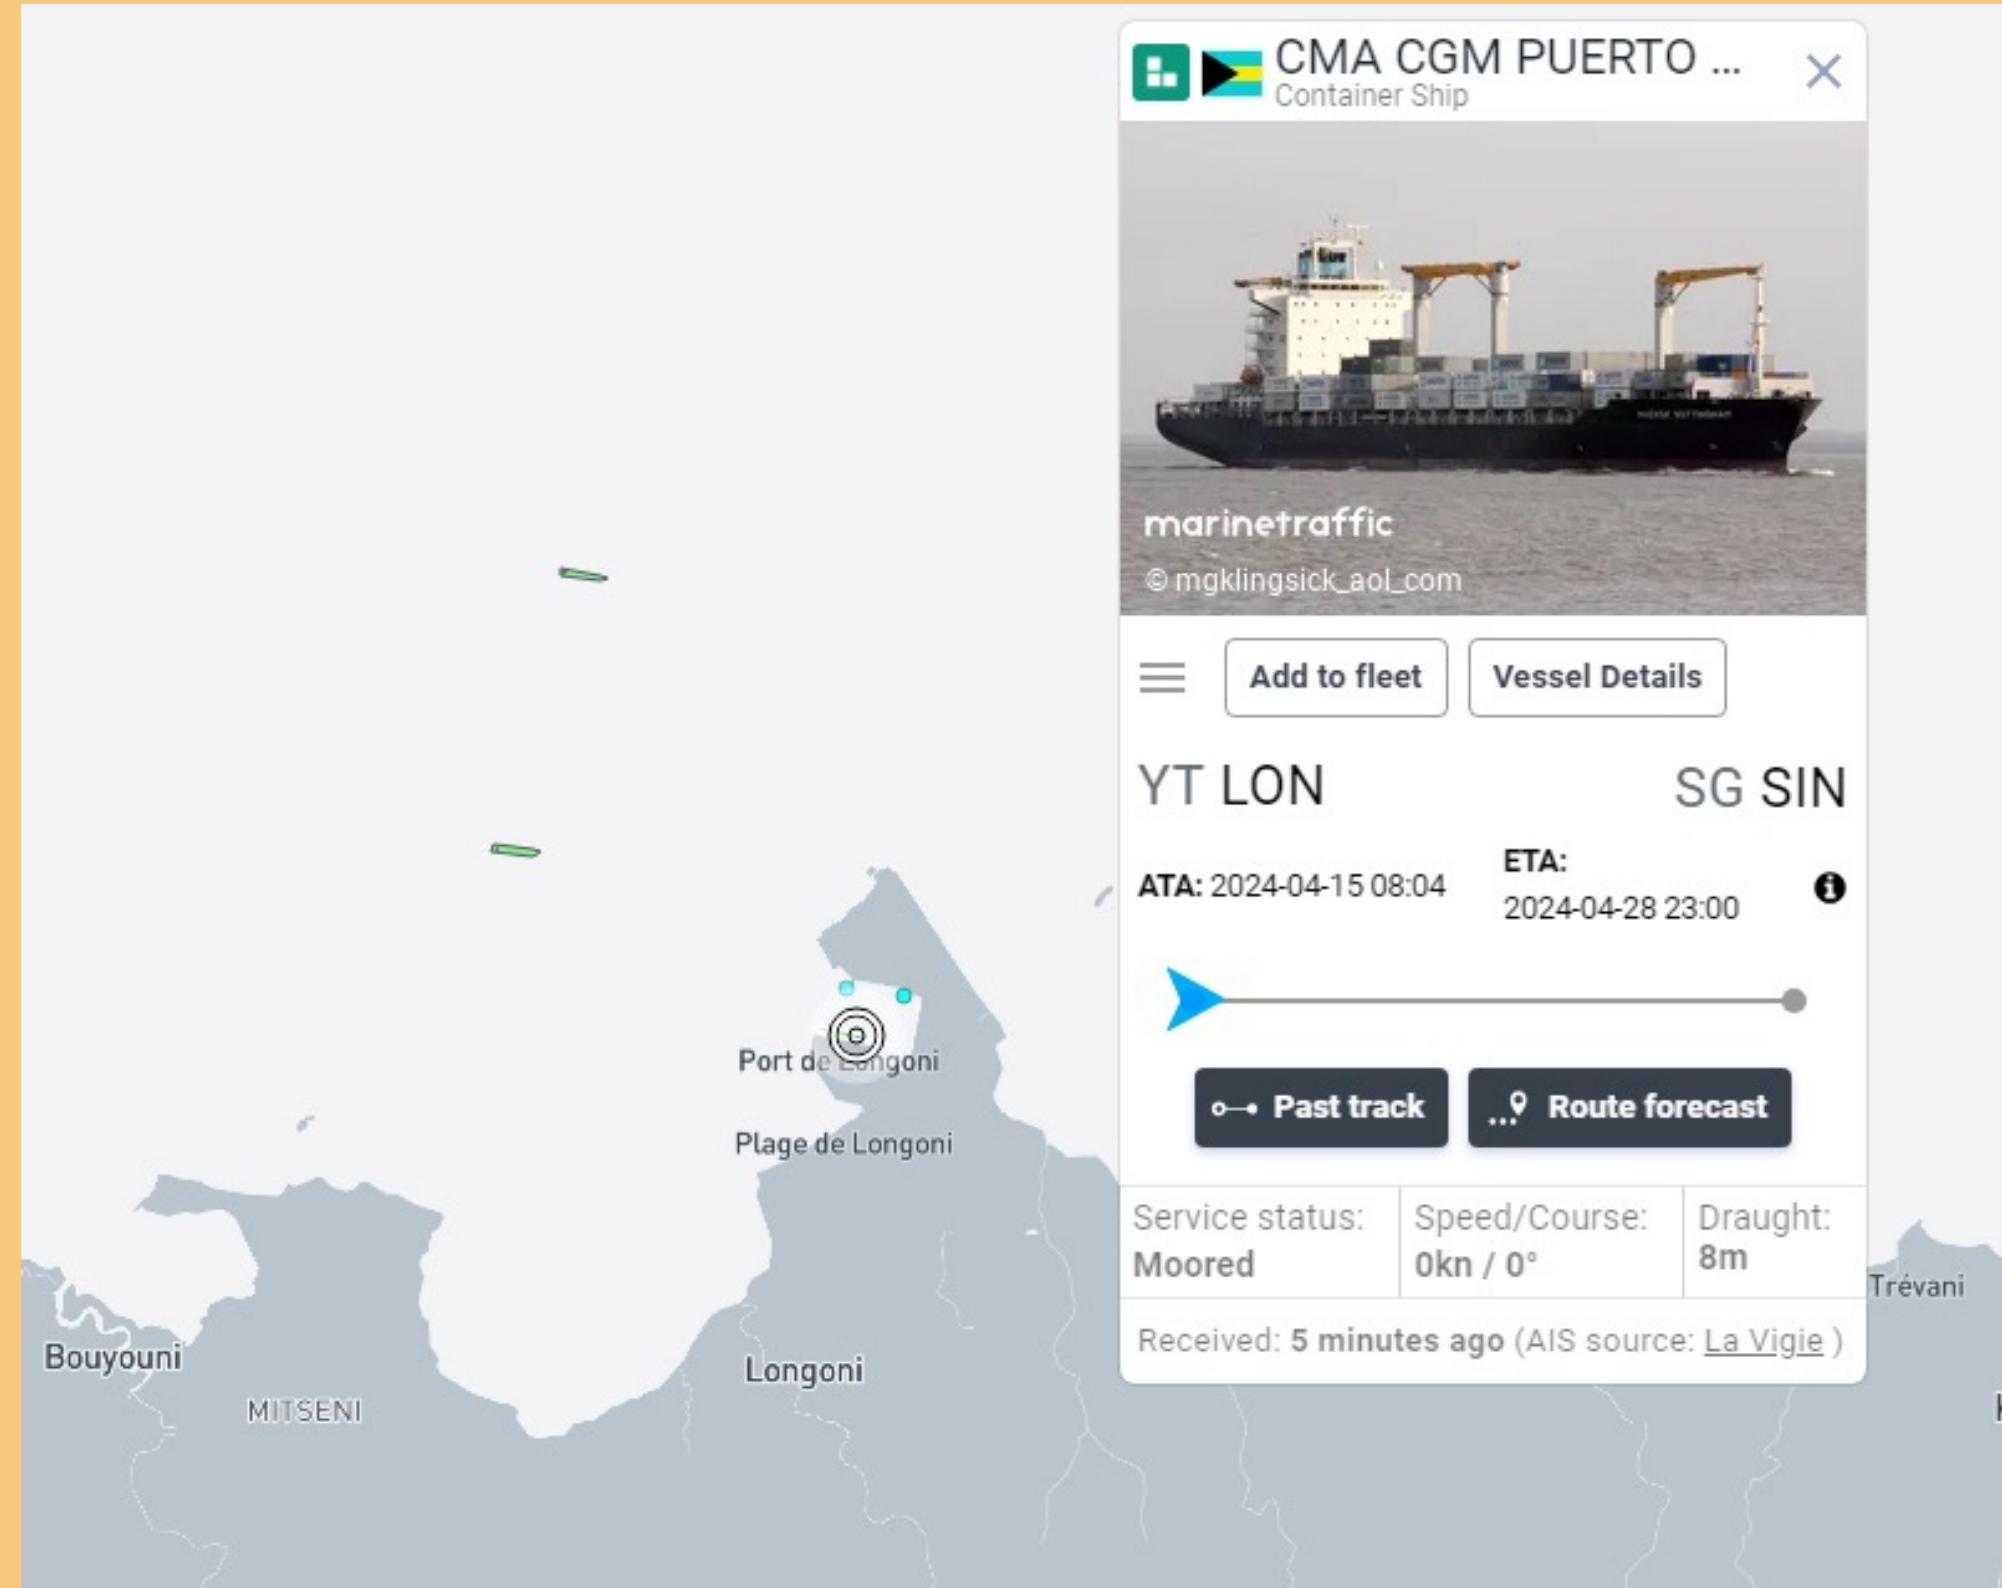 CMA CGM PUERTO ...
Container Ship
marinetraffic
© mgklingsick_aol_com
Add to fleet
Vessel Details
YT LON
SG SIN
ATA: 2024-04-15 08:04
ETA:
2024-04-28 23:00
Past track
Route forecast
Service status:
Moored
Speed/Course:
0kn / 0°
Draught:
8m
Received: 5 minutes ago (AIS source: La Vigie )
Port de Longoni
Plage de Longoni
Trévani
Bouyouni
Longoni
MITSENI